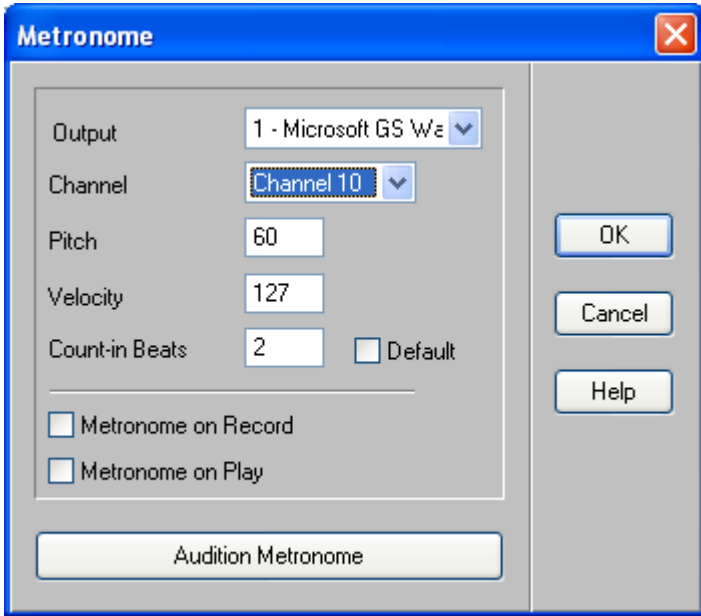 Metronome
Output 1 - Microsoft GS Wa
Channel Channel 10
Pitch 60
Velocity 127
Count-in Beats 2 Default
Metronome on Record
Metronome on Play
Audition Metronome
OK
Cancel
Help